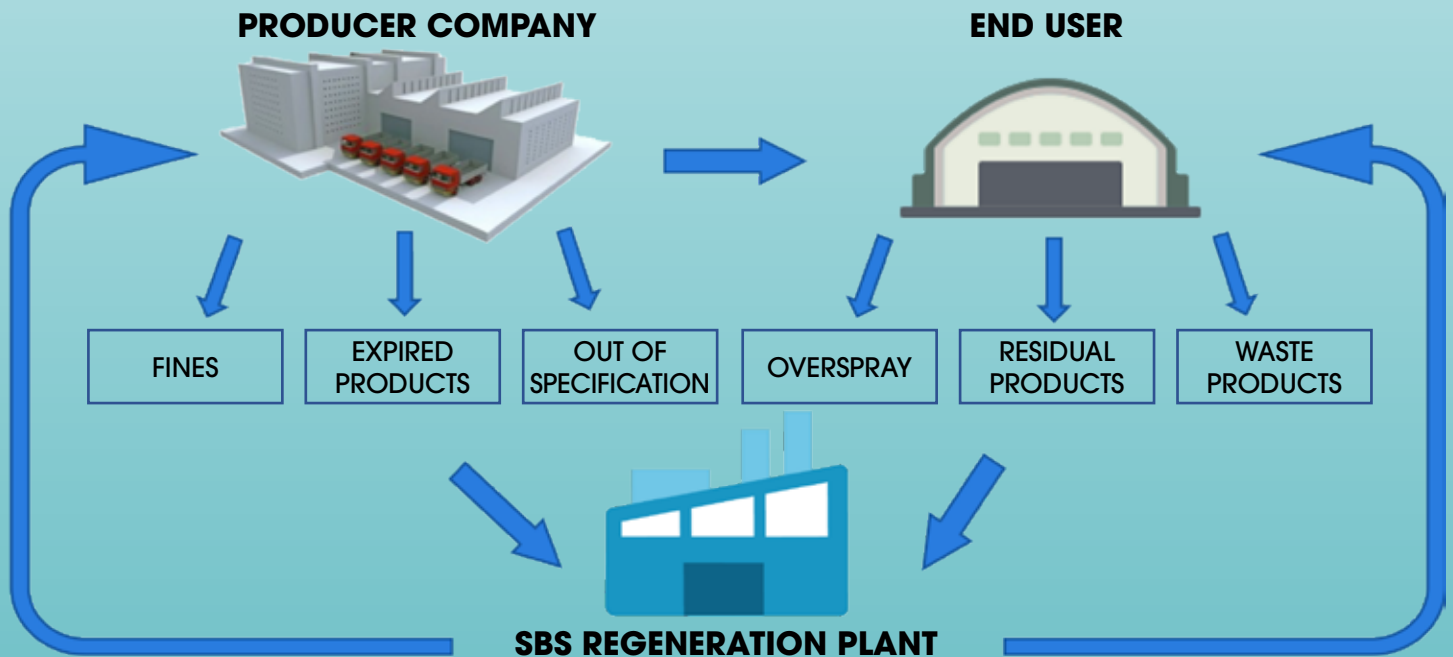 PRODUCER COMPANY
END USER
FINES
EXPIRED
PRODUCTS
OUT OF
SPECIFICATION
OVERSPRAY
RESIDUAL
PRODUCTS
WASTE
PRODUCTS
SBS REGENERATION PLANT